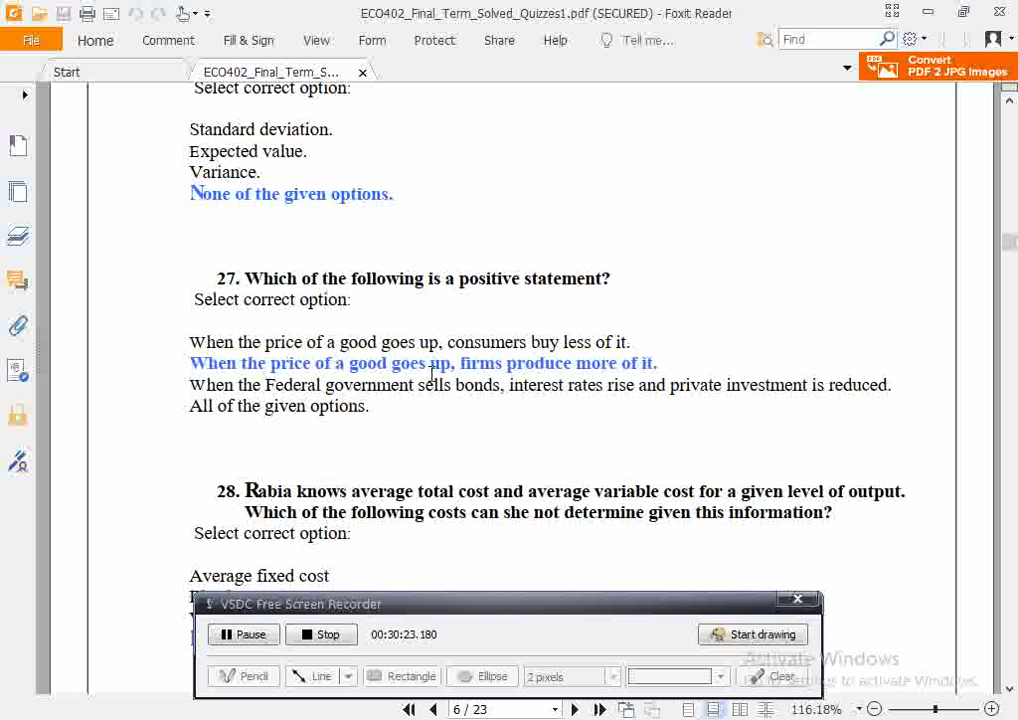 ECO402_Final_Term_Solved_Quizzes1.pdf (SECURED) - Foxit Reader
File Home Comment Fill & Sign View Form Protect Share Help Tell me... Find
Start ECO402_Final_Term_S...
Convert
PDF 2 JPG Images
Select correct option:
Standard deviation.
Expected value.
Variance.
None of the given options.
27. Which of the following is a positive statement?
Select correct option:
When the price of a good goes up, consumers buy less of it.
When the price of a good goes up, firms produce more of it.
When the Federal government sells bonds, interest rates rise and private investment is reduced.
All of the given options.
28. Rabia knows average total cost and average variable cost for a given level of output.
Which of the following costs can she not determine given this information?
Select correct option:
Average fixed cost
VSDC Free Screen Recorder
Pause Stop 00:30:23.180 Start drawing
Activate Windows
Pencil Line Rectangle Ellipse 2 pixels Clear
to activate Windows.
6 / 23 116.18%